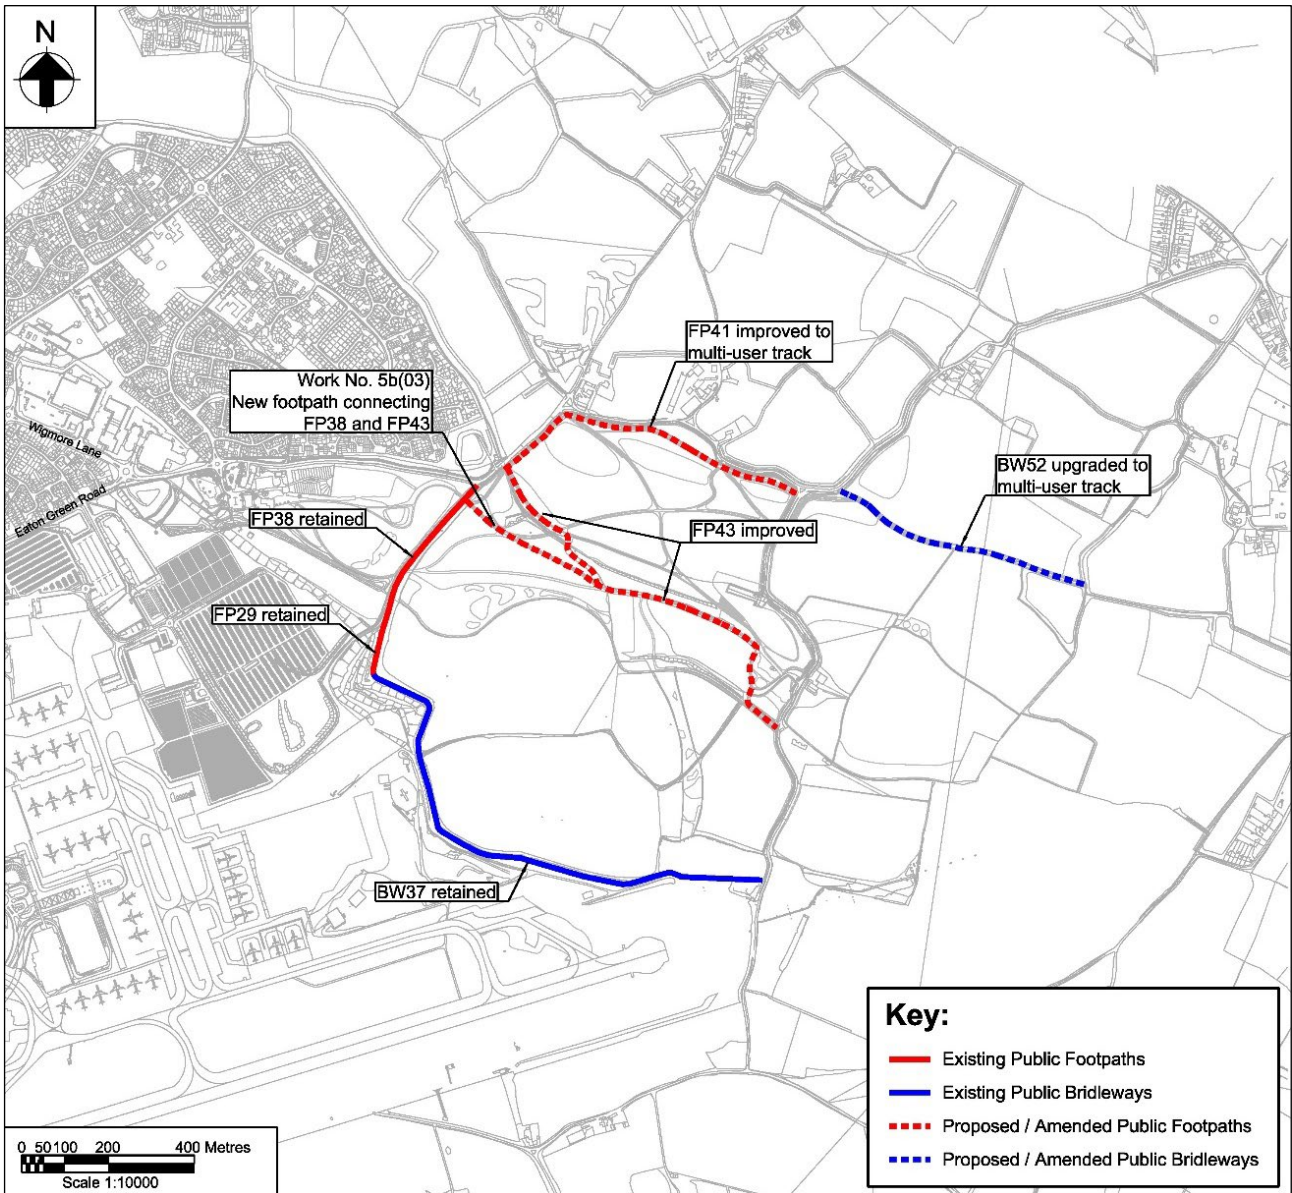 N
FP41 improved to
multi-user track
Work No. 5b(03)
New footpath connecting
FP38 and FP43
Wigmore Lane
BW52 upgraded to
multi-user track
Eaton Green Road
FP38 retained
FP43 improved
FP29 retained
BW37 retained
Key:
Existing Public Footpaths
Existing Public Bridleways
Proposed / Amended Public Footpaths
Proposed / Amended Public Bridleways
0 50 100 200 400 Metres
Scale 1:10000